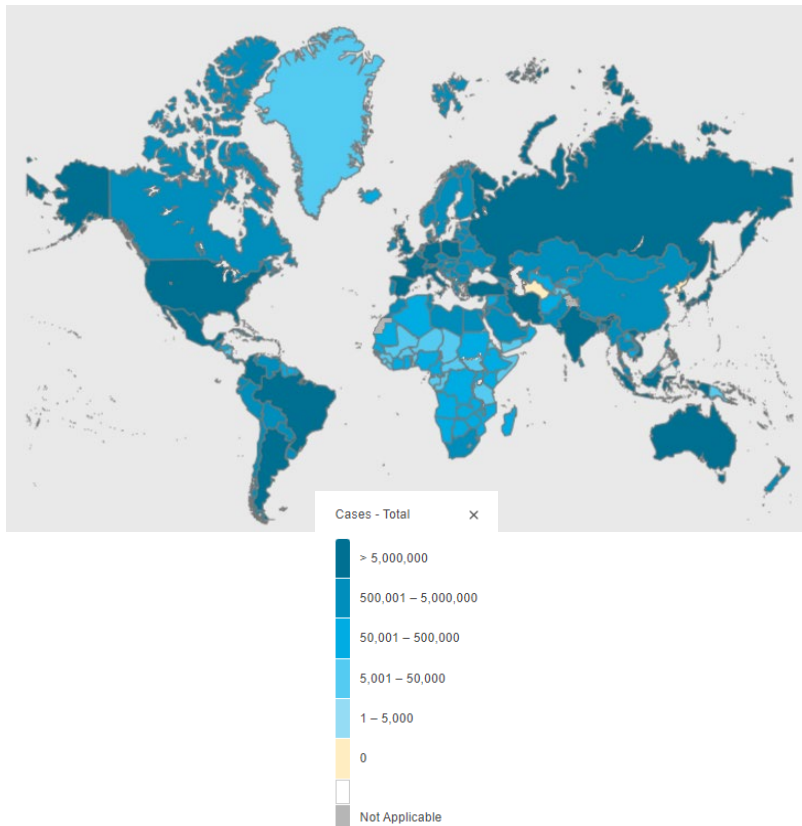 Cases - Total ×
> 5,000,000
500,001 – 5,000,000
50,001 – 500,000
5,001 – 50,000
1 – 5,000
0
Not Applicable